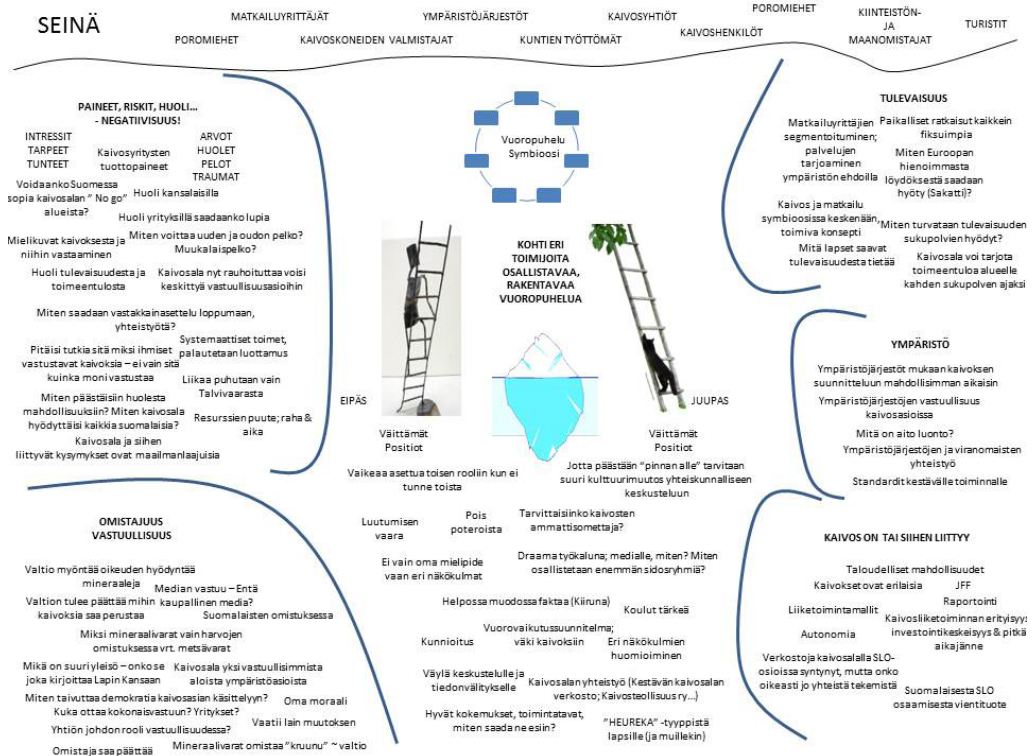 SEINÄ
MATKAILUYRITTÄJÄT
YMPÄRISTÖJÄRJESTÖT
KAIVOSYHTIÖT
POROMIEHET
KIINTEISTÖN-
JA
MAANOMISTAJAT
TURISTIT
POROMIEHET
KAIVOSKONEIDEN VALMISTAJAT
KUNTIEN TYÖTTÖMÄT
KAIVOSHENKILÖT
PAINEET, RISKIT, HUOLI...
- NEGATIIVISUUS!
INTRESSIT
TARPEET
TUNTEET
Kaivosyritysten
tuottopaineet
ARVOT
HUOLET
PELOT
TRAUMAT
Voidaanko Suomessa
sopia kaivosalan " No go"
alueista?
Huoli kansalaisilla
Huoli yrityksillä saadaanko lupia
Mielikuvat kaivoksesta ja
niihin vastaaminen
Miten voittaa uuden ja oudon pelko?
Muukalaispelko?
Huoli tulevaisuudesta ja
toimeentulosta
Kaivosala nyt rauhoituttava voisi
keskittyä vastuullisuusasioihin
Miten saadaan vastakkainasettelu loppumaan,
yhteistyötä?
Pitäisi tutkia sitä miksi ihmiset
vastustavat kaivoksia – ei vain sitä
kuinka moni vastustaa
Systemaattiset toimet,
palautetaan luottamus
Liikaa puhutaan vain
Talvivaarasta
Miten päästäisiin huolesta
mahdollisuuksiin? Miten kaivosala
hyödyttäisi kaikkia suomalaisia?
Resurssien puute; raha &
aika
Kaivosala ja siihen
liittyvät kysymykset ovat maailmanlaajuisia
Vuoropuhelu
Symbioosi
KOHTI ERI
TOIMIJOITA
OSALLISTAVAA,
RAKENTAVAA
VUOROPUHELUA
EIPÄS
JUUPAS
Väittämät
Positiot
Väittämät
Positiot
Vaikeaa asettua toisen rooliin kun ei
tunne toista
Jotta päästään "pinnan alle" tarvitaan
suuri kulttuurimuutos yhteiskunnalliseen
keskusteluun
Luutumisen
vaara
Pois
poteroista
Tarvittaisiinko kaivosten
ammattisomettaja?
Ei vain oma mielipide
vaan eri näkökulmat
Draama työkaluna; medialle, miten? Miten
osallistetaan enemmän sidosryhmiä?
Helpossa muodossa faktaa (Kiiruna)
Koulut tärkeä
Kunnioitus
Vuorovaikutussuunnitelma;
väki kaivoksiin
Eri näkökulmien
huomioiminen
Väylä keskustelulle ja
tiedonvälitykselle
Kaivosalan yhteistyö (Kestävän kaivosalan
verkosto; Kaivosteollisuus ry...)
Hyvät kokemukset, toimintatavat,
miten saada ne esiin?
"HEUREKA" -tyyppistä
lapsille (ja muillekin)
TULEVAISUUS
Matkailuyrittäjien
segmentoituminen;
palvelujen
tarjoaminen
ympäristön ehdoilla
Paikalliset ratkaisut kaikkein
fiksuimpia
Miten Euroopan
hienoimmasta
löydöksestä saadaan
hyöty (Sakatti)?
Kaivos ja matkailu
symbioosissa keskenään,
toimiva konsepti
Miten turvataan tulevaisuuden
sukupolvien hyödyt?
Mitä lapset saavat
tulevaisuudesta tietää
Kaivosala voi tarjota
toimeentuloa alueelle
kahden sukupolven ajaksi
YMPÄRISTÖ
Ympäristöjärjestöt mukaan kaivoksen
suunnitteluun mahdollisimman aikaisin
Ympäristöjärjestöjen vastuullisuus
kaivosasioissa
Mitä on aito luonto?
Ympäristöjärjestöjen ja viranomaisten
yhteistyö
Standardit kestävälle toiminnalle
OMISTAJUUS
VASTUULLISUUS
Valtio myöntää oikeuden hyödyntää
mineraaleja
Median vastuu – Entä
kaupallinen media?
Valtion tulee päättää mihin
kaivoksia saa perustaa
Suomalaisten omistuksessa
Miksi mineraalivarat vain harvojen
omistuksessa vrt. metsävarat
Mikä on suuri yleisö – onko se
joka kirjoittaa Lapin Kansaan
Kaivosala yksi vastuullisimmista
aloista ympäristöasioista
Miten taivuttaa demokratia kaivosasian käsittelyyn?
Kuka ottaa kokonaisvastuun? Yritykset?
Oma moraali
Yhtiön johdon rooli vastuullisuudessa?
Vaatii lain muutoksen
Omistaja saa päättää
Mineraalivarat omistaa "kruunu" ~ valtio
KAIVOS ON TAI SIIHEN LIITTYY
Taloudelliset mahdollisuudet
Kaivokset ovat erilaisia
JFF
Raportointi
Liiketoimintamallit
Kaivosliiketoiminnan erityisyys
investointikeskeisyys & pitkä
aikajänne
Autonomia
Verkostoja kaivosalalla SLO-
osioissa syntynyt, mutta onko
oikeasti jo yhteistä tekemistä
Suomalaisesta SLO
osaamisesta vientituote